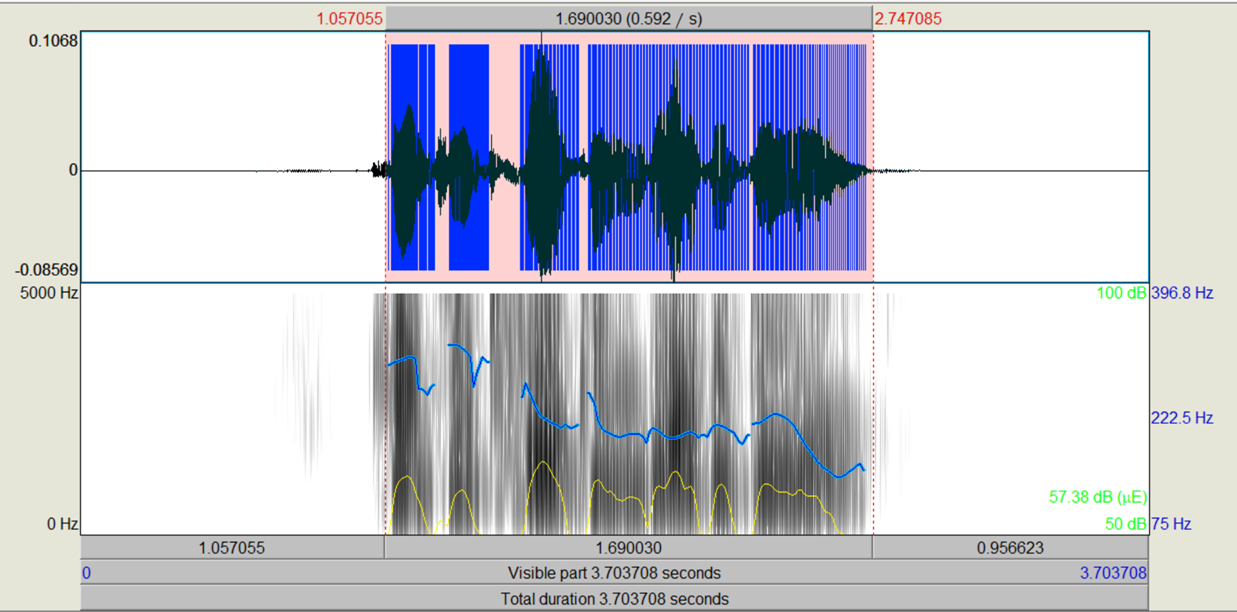 1.057055 1.690030 (0.592 / s) 2.747085
0.1068
0
-0.08569
5000 Hz 100 dB 396.8 Hz
222.5 Hz
57.38 dB (µE)
0 Hz 50 dB 75 Hz
1.057055 1.690030 0.956623
0 Visible part 3.703708 seconds 3.703708
Total duration 3.703708 seconds